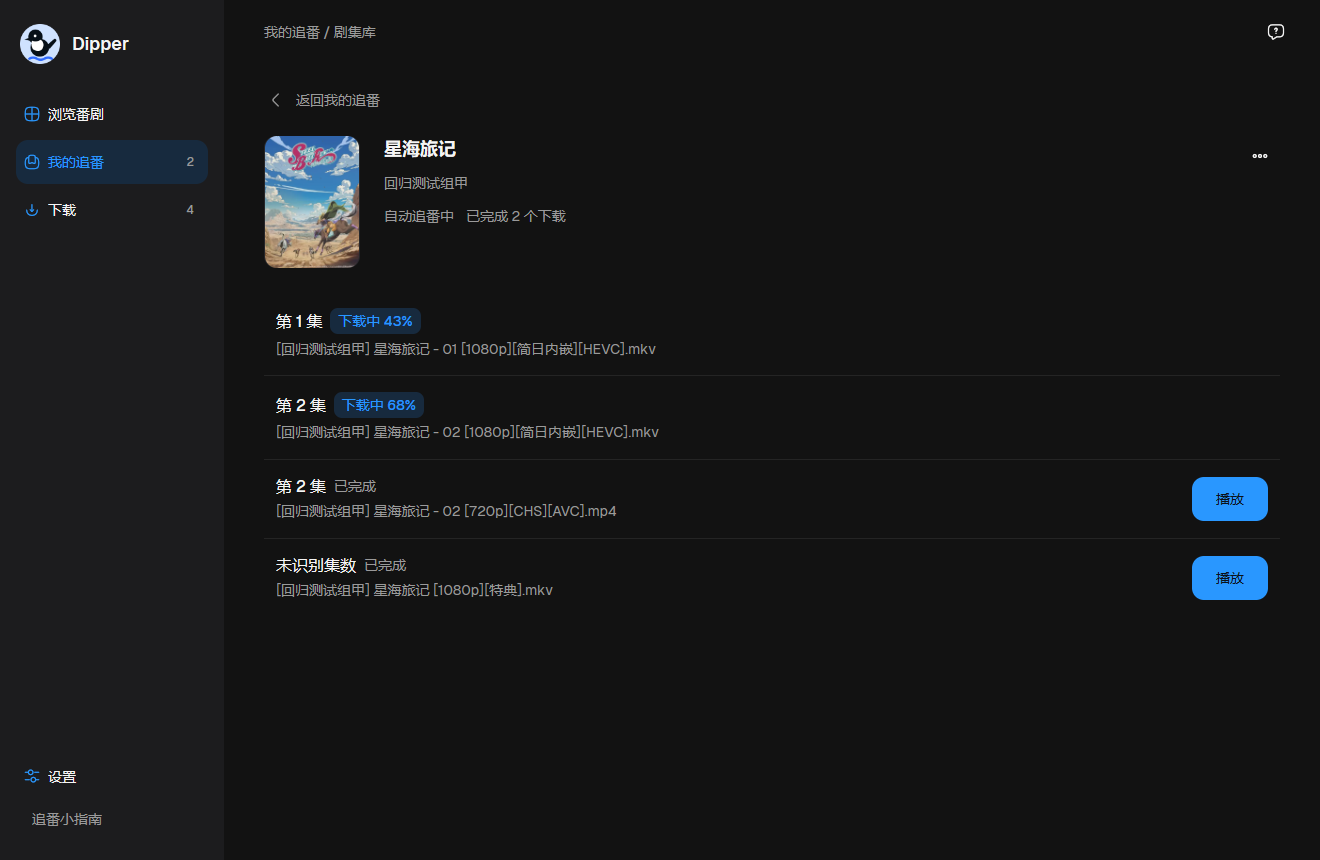 Dipper
浏览番剧
我的追番 2
下载 4
设置
追番小指南
我的追番 / 剧集库
返回我的追番
星海旅记
回归测试组甲
自动追番中 已完成 2 个下载
第 1 集 下载中 43%
[回归测试组甲] 星海旅记 - 01 [1080p][简日内嵌][HEVC].mkv
第 2 集 下载中 68%
[回归测试组甲] 星海旅记 - 02 [1080p][简日内嵌][HEVC].mkv
第 2 集 已完成
[回归测试组甲] 星海旅记 - 02 [720p][CHS][AVC].mp4
播放
未识别集数 已完成
[回归测试组甲] 星海旅记 [1080p][特典].mkv
播放